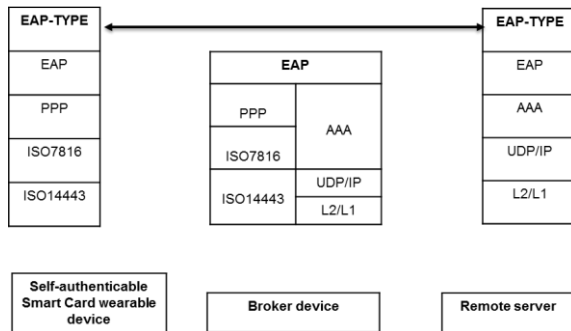 EAP-TYPE
EAP
PPP
ISO7816
ISO14443
EAP
PPP
AAA
ISO7816
ISO14443
UDP/IP
L2/L1
EAP-TYPE
EAP
AAA
UDP/IP
L2/L1
Self-authenticable
Smart Card wearable
device
Broker device
Remote server